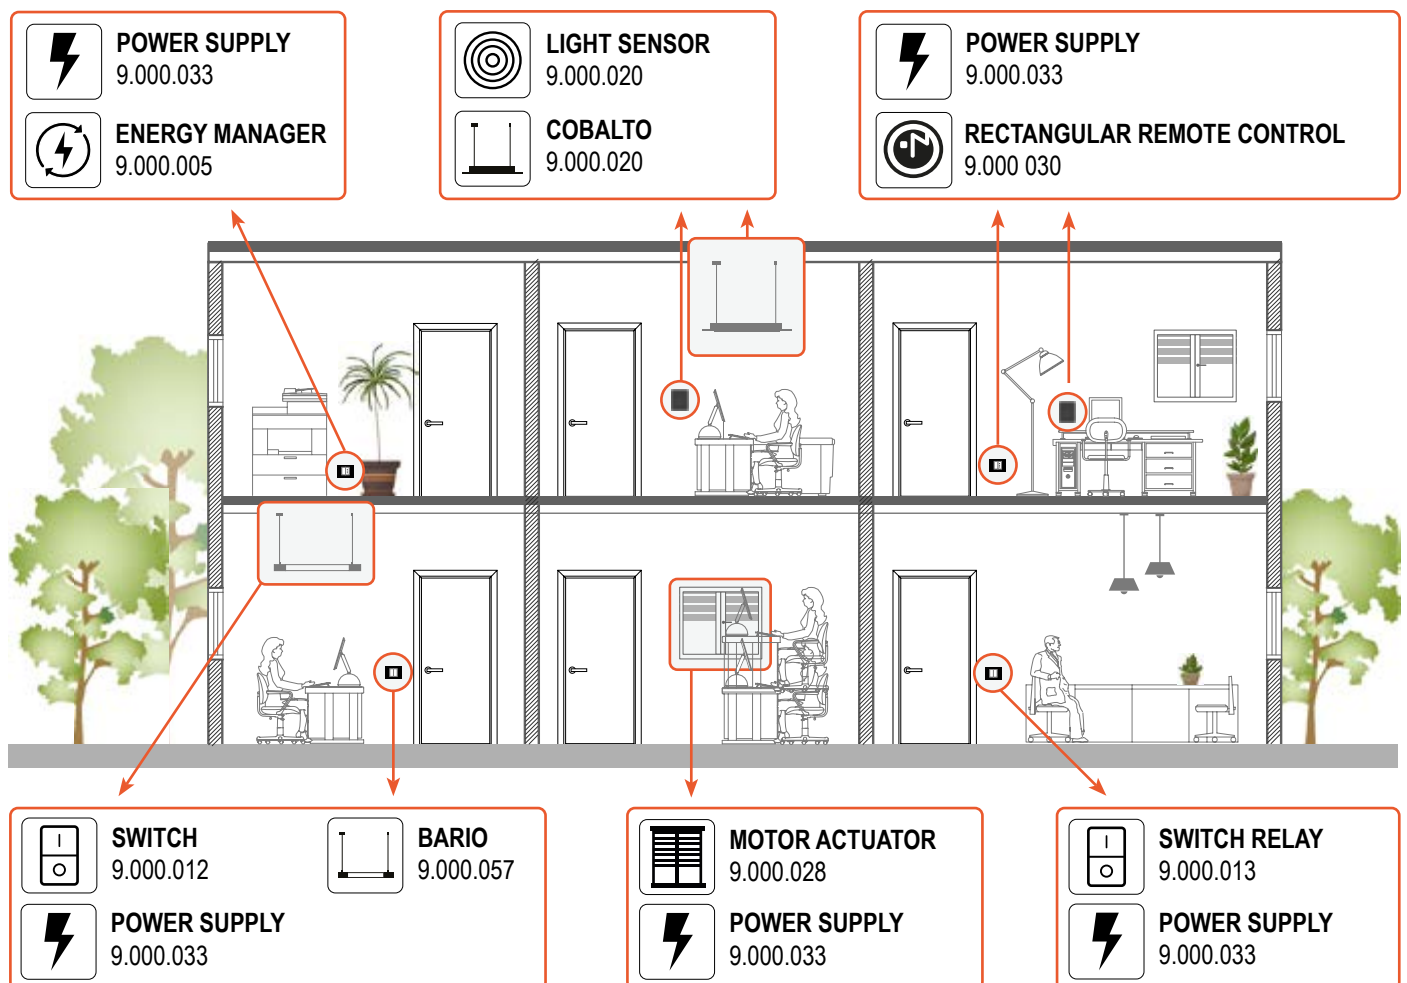 POWER SUPPLY
9.000.033
ENERGY MANAGER
9.000.005
LIGHT SENSOR
9.000.020
COBALTO
9.000.020
POWER SUPPLY
9.000.033
RECTANGULAR REMOTE CONTROL
9.000 030
SWITCH
9.000.012
BARIO
9.000.057
POWER SUPPLY
9.000.033
MOTOR ACTUATOR
9.000.028
POWER SUPPLY
9.000.033
SWITCH RELAY
9.000.013
POWER SUPPLY
9.000.033